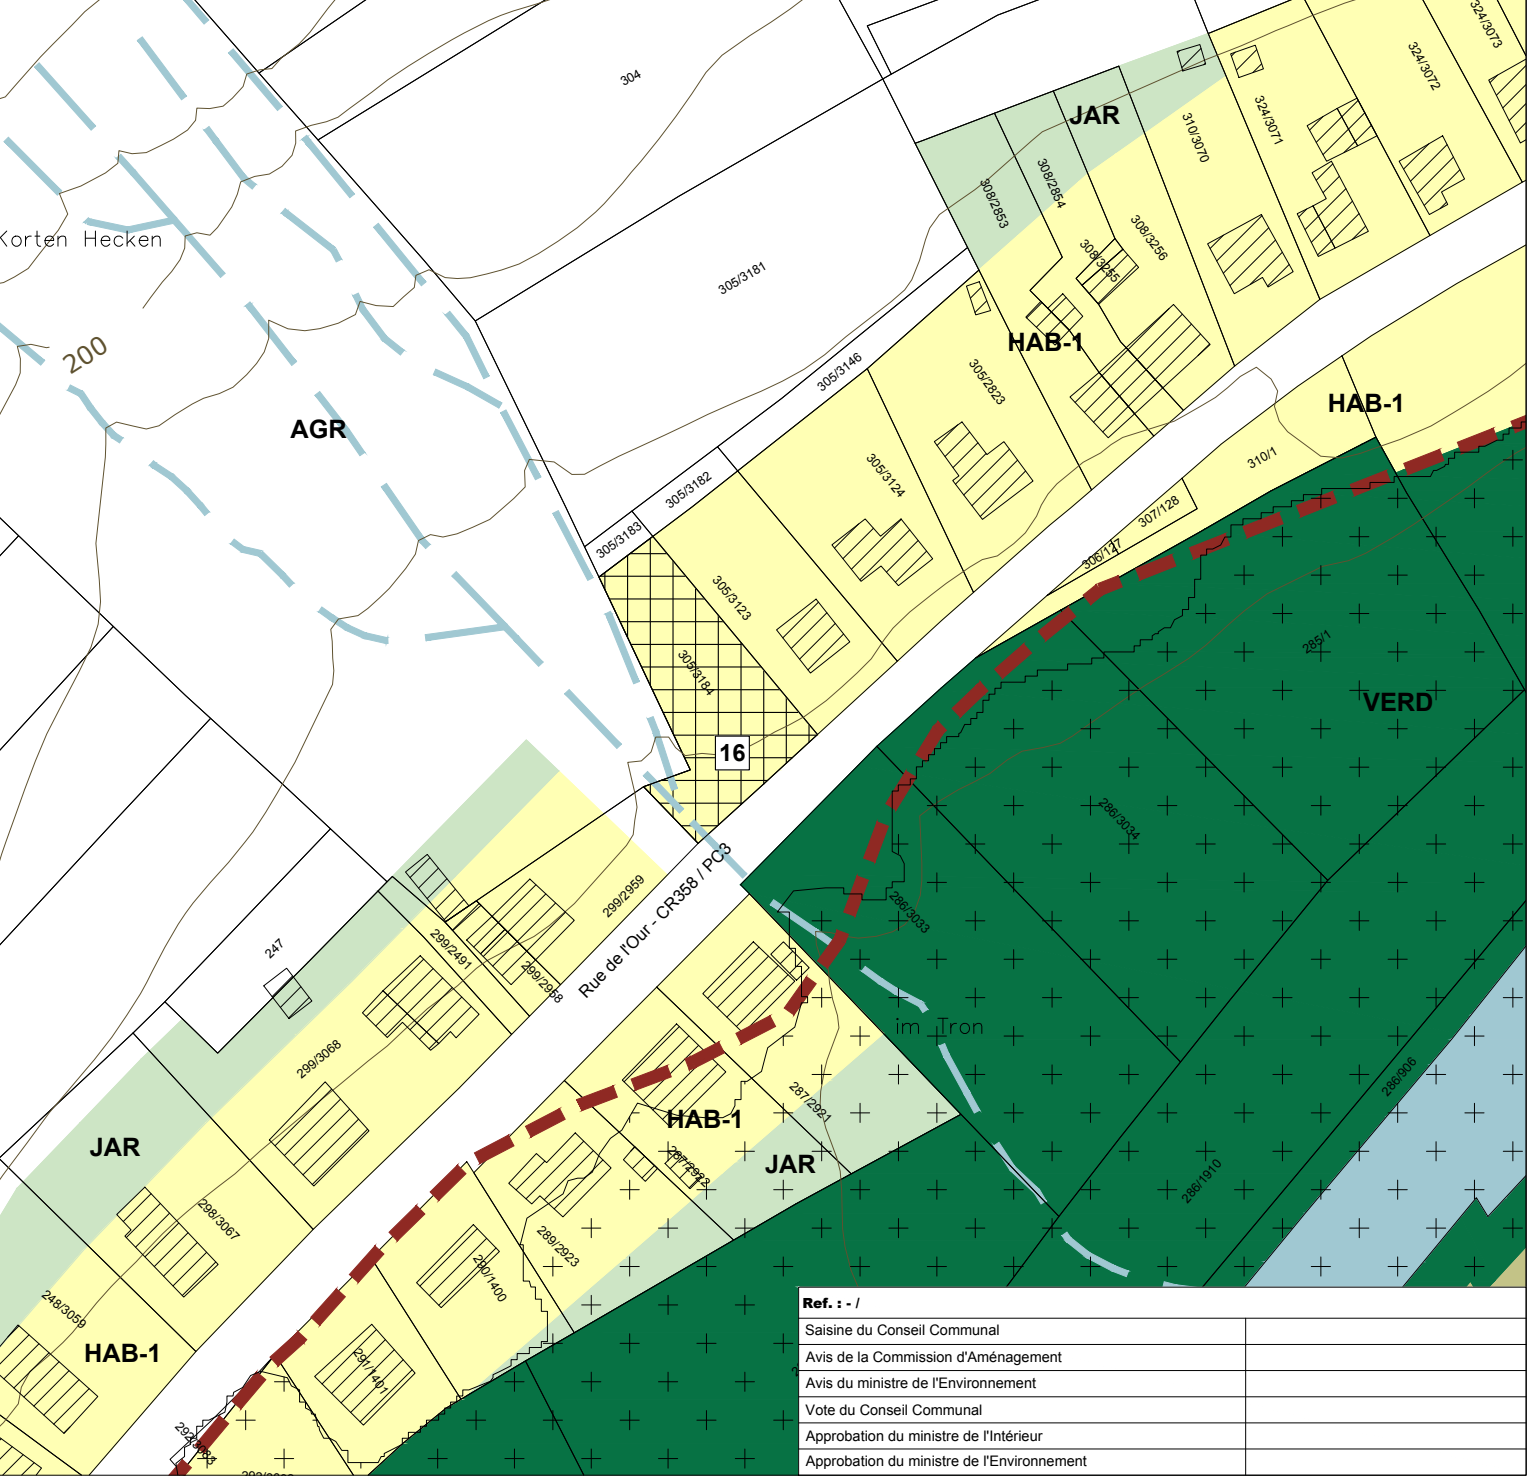 304
324/3073
324/3072
324/3071
JAR
310/3070
308/2854
308/2853
308/3256
308/3255
Korten Hecken
305/3181
200
HAB-1
305/3146
305/2823
HAB-1
AGR
310/1
305/3124
305/3182
307/128
305/3183
306/127
305/3123
285/1
305/3184
VERD
16
286/3034
Rue de l'Our - CR358 / PC3
299/2959
286/3033
247
299/2491
299/2958
im Tron
299/3068
286/906
287/2921
HAB-1
JAR
JAR
287/2922
286/1910
298/3067
289/2923
290/1400
248/3059
HAB-1
291/1401
292/3083
Ref. : - /
Saisine du Conseil Communal
Avis de la Commission d'Aménagement
Avis du ministre de l'Environnement
Vote du Conseil Communal
Approbation du ministre de l'Intérieur
Approbation du ministre de l'Environnement